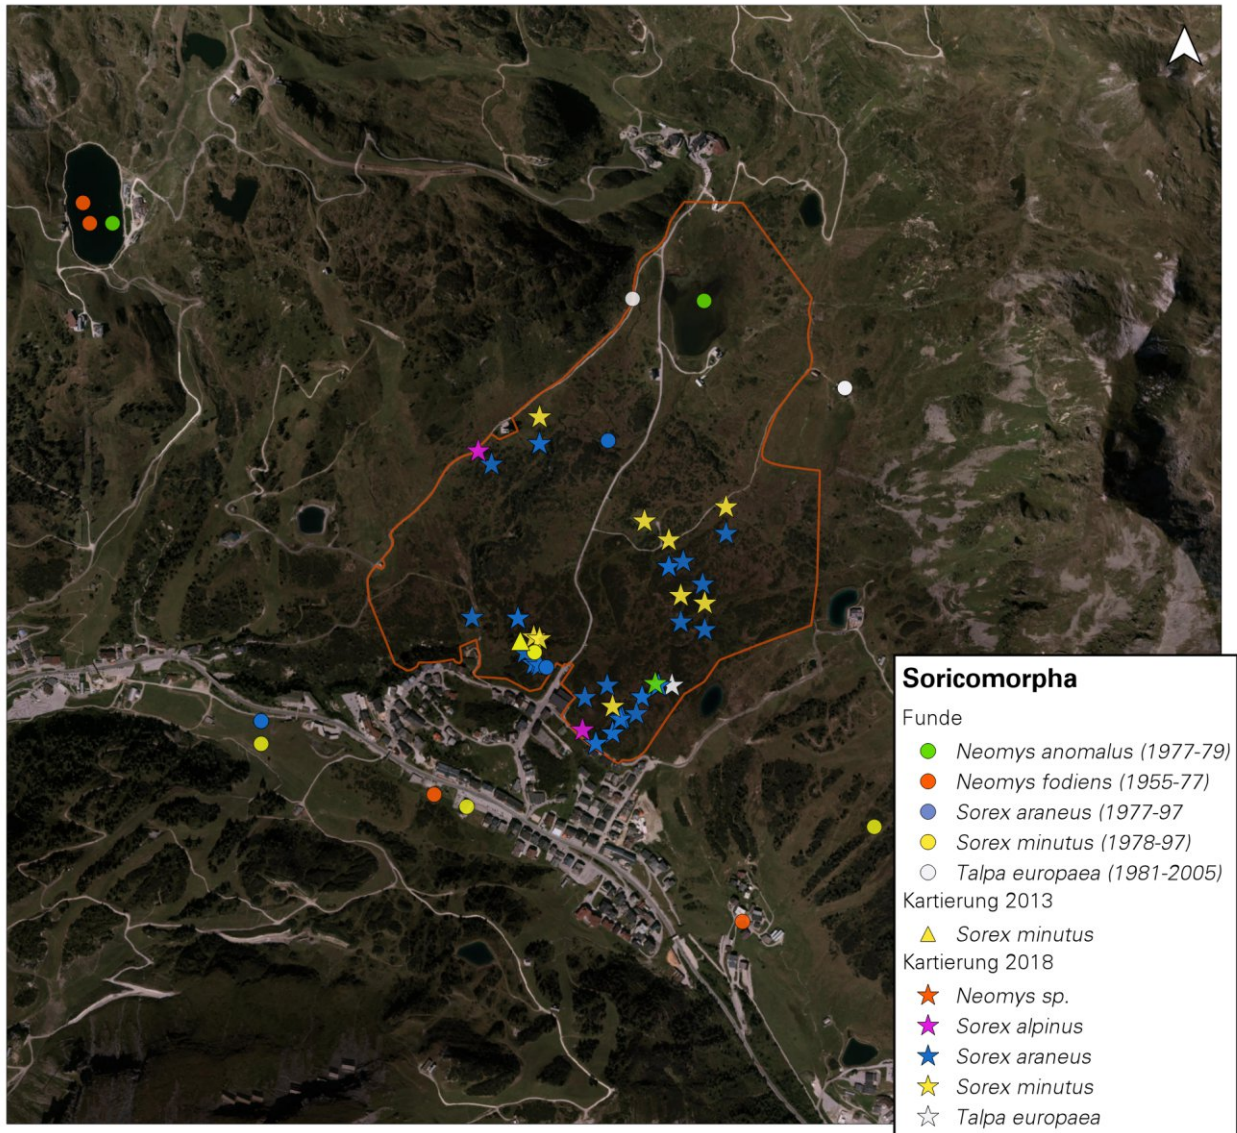 Soricomorpha
Funde
Neomys anomalus (1977-79)
Neomys fodiens (1955-77)
Sorex araneus (1977-97
Sorex minutus (1978-97)
Talpa europaea (1981-2005)
Kartierung 2013
Sorex minutus
Kartierung 2018
Neomys sp.
Sorex alpinus
Sorex araneus
Sorex minutus
Talpa europaea